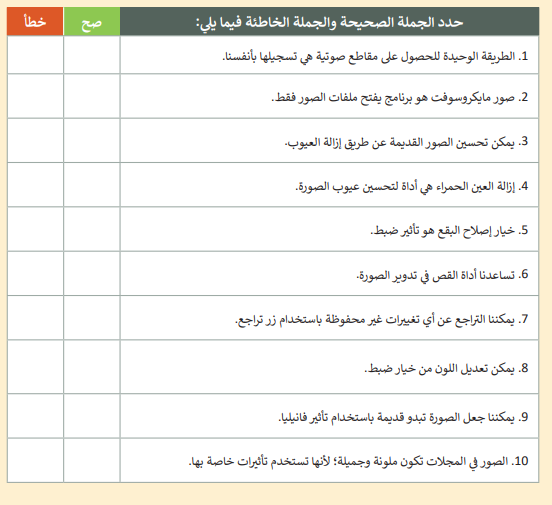 حدد الجملة الصحيحة والجملة الخاطئة فيما يلي: صح خطأ
1. الطريقة الوحيدة للحصول على مقاطع صوتية هي تسجيلها بأنفسنا.
2. صور مايكروسوفت هو برنامج يفتح ملفات الصور فقط.
3. يمكن تحسين الصور القديمة عن طريق إزالة العيوب.
4. إزالة العين الحمراء هي أداة لتحسين عيوب الصورة.
5. خيار إصلاح البقع هو تأثير ضبط.
6. تساعدنا أداة القص في تدوير الصورة.
7. يمكننا التراجع عن أي تغييرات غير محفوظة باستخدام زر تراجع.
8. يمكن تعديل اللون من خيار ضبط.
9. يمكننا جعل الصورة تبدو قديمة باستخدام تأثير فانيليا.
10. الصور في المجلات تكون ملونة وجميلة؛ لأنها تستخدم تأثيرات خاصة بها.